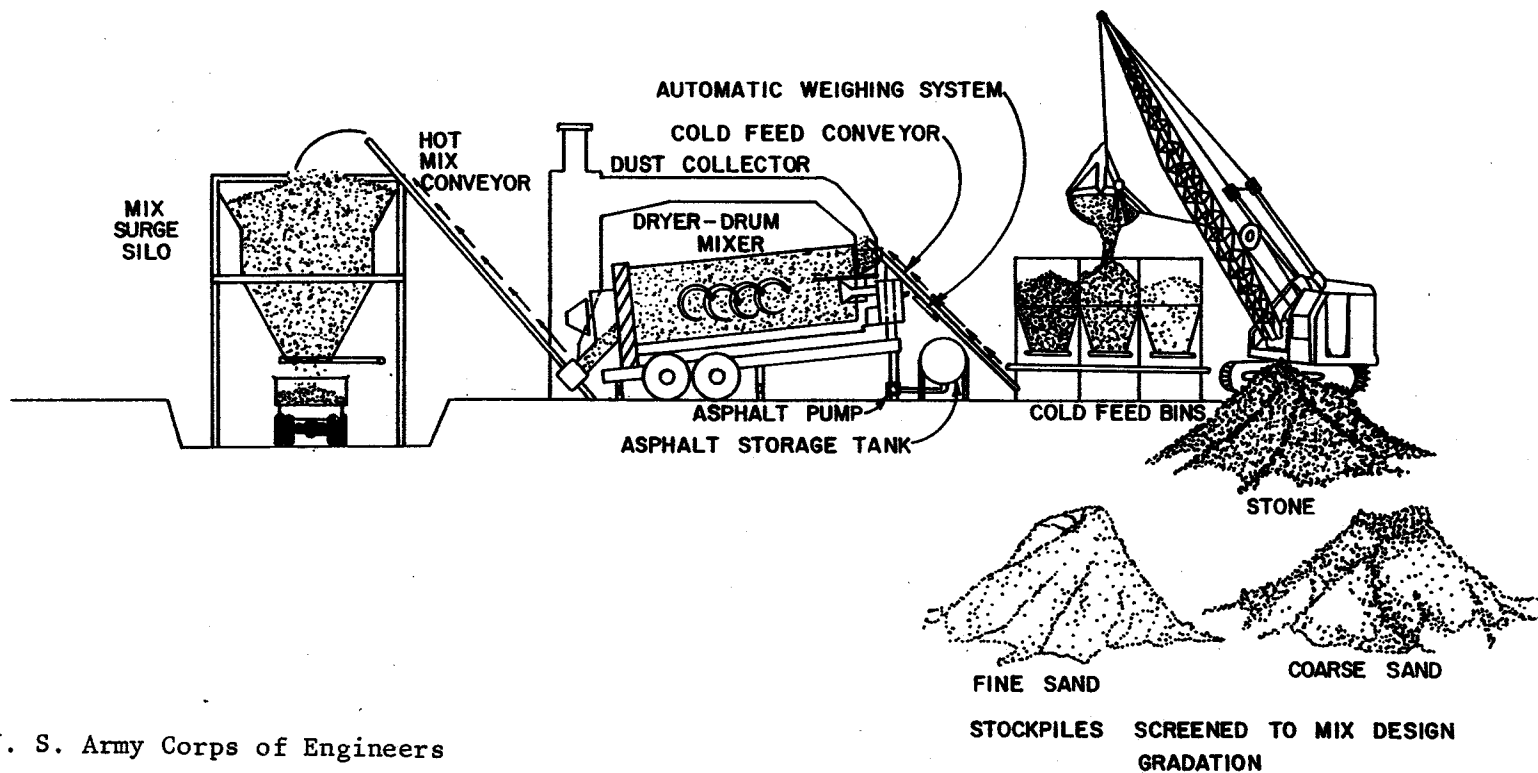 AUTOMATIC WEIGHING SYSTEM
COLD FEED CONVEYOR
DUST COLLECTOR
HOT
MIX
CONVEYOR
MIX
SURGE
SILO
DRYER-DRUM
MIXER
ASPHALT PUMP
ASPHALT STORAGE TANK
COLD FEED BINS
STONE
FINE SAND
COARSE SAND
STOCKPILES SCREENED TO MIX DESIGN
GRADATION
. S. Army Corps of Engineers